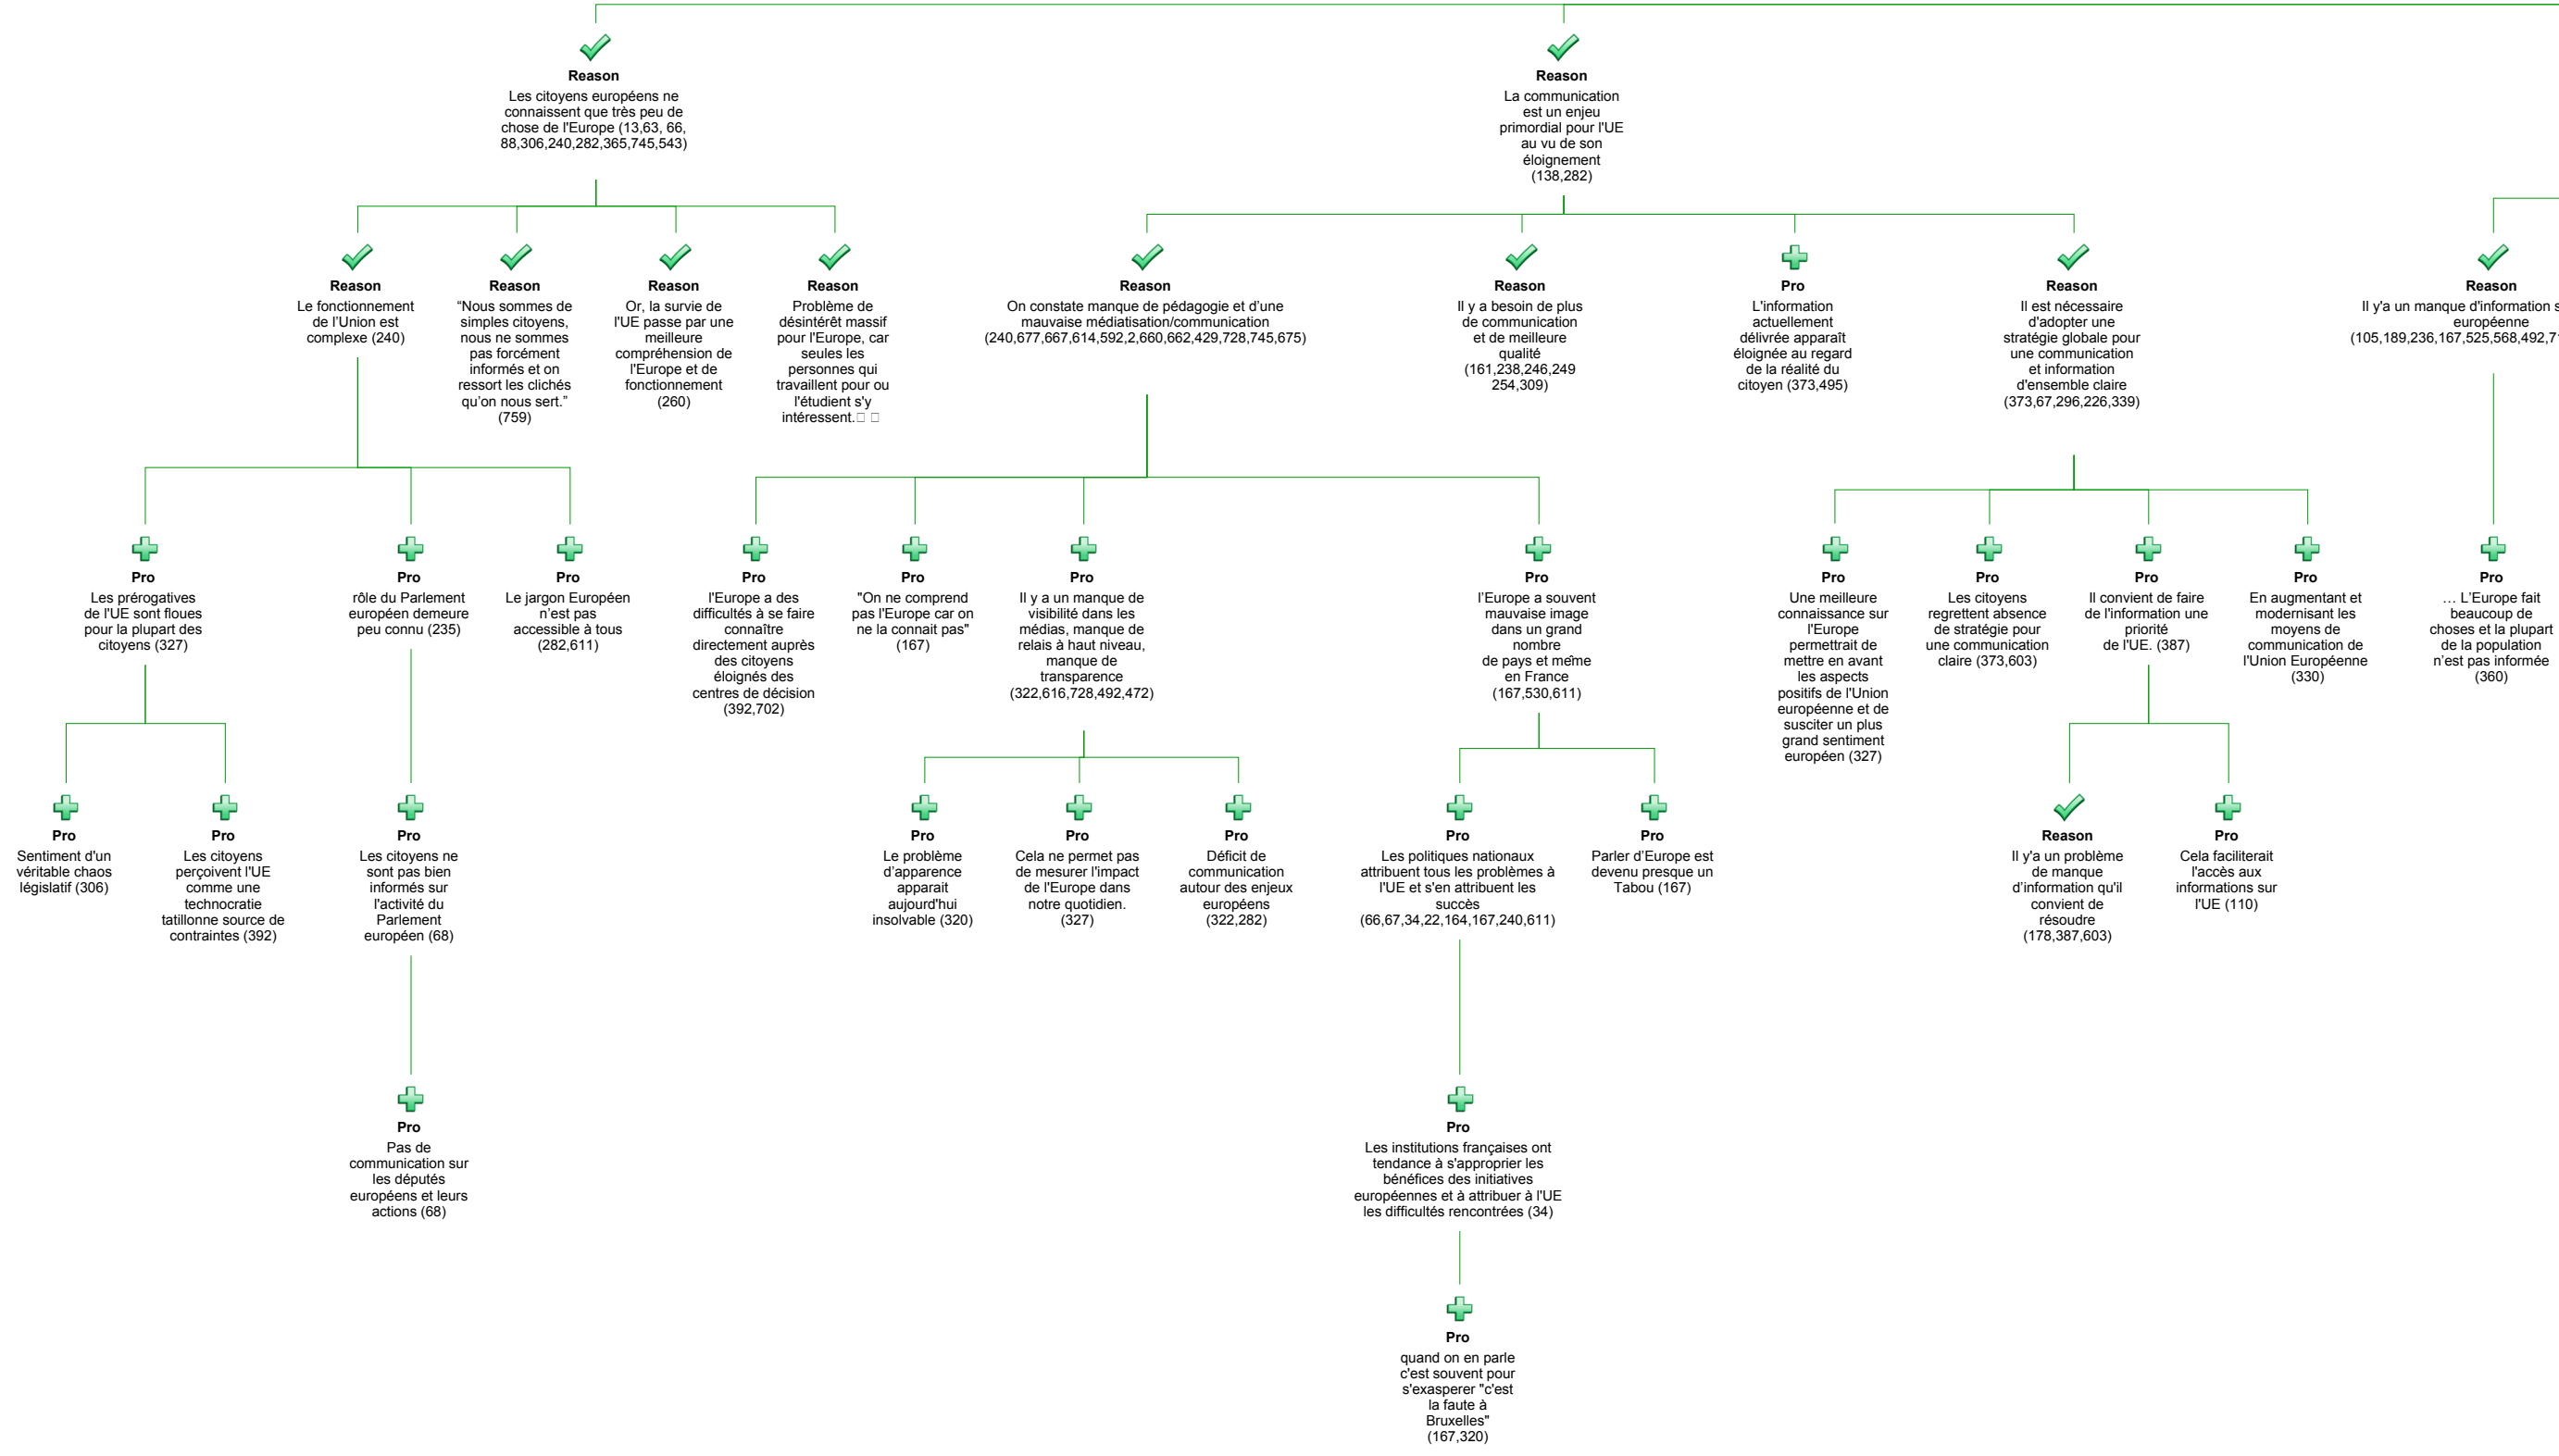 Reason
Les citoyens européens ne
connaissent que très peu de
chose de l'Europe (13,63, 66,
88,306,240,282,365,745,543)
Reason
La communication
est un enjeu
primordial pour l'UE
au vu de son
éloignement
(138,282)
Reason
Le fonctionnement
de l'Union est
complexe (240)
Reason
“Nous sommes de
simples citoyens,
nous ne sommes
pas forcément
informés et on
ressort les clichés
qu'on nous sert.”
(759)
Reason
Or, la survie de
l'UE passe par une
meilleure
compréhension de
l'Europe et de
fonctionnement
(260)
Reason
Problème de
désintérêt massif
pour l'Europe, car
seules les
personnes qui
travaillent pour ou
l'étudient s'y
intéressent.
Reason
On constate manque de pédagogie et d’une
mauvaise médiatisation/communication
(240,677,667,614,592,2,660,662,429,728,745,675)
Reason
Il y a besoin de plus
de communication
et de meilleure
qualité
(161,238,246,249
254,309)
Pro
L'information
actuellement
délivrée apparaît
éloignée au regard
de la réalité du
citoyen (373,495)
Reason
Il est nécessaire
d'adopter une
stratégie globale pour
une communication
et information
d'ensemble claire
(373,67,296,226,339)
Reason
Il y'a un manque d'information
européenne
(105,189,236,167,525,568,492,
Pro
Les prérogatives
de l'UE sont floues
pour la plupart des
citoyens (327)
Pro
rôle du Parlement
européen demeure
peu connu (235)
Pro
Le jargon Européen
n’est pas
accessible à tous
(282,611)
Pro
l'Europe a des
difficultés à se faire
connaître
directement auprès
des citoyens
éloignés des
centres de décision
(392,702)
Pro
"On ne comprend
pas l'Europe car on
ne la connait pas"
(167)
Pro
Il y a un manque de
visibilité dans les
médias, manque de
relais à haut niveau,
manque de
transparence
(322,616,728,492,472)
Pro
l’Europe a souvent
mauvaise image
dans un grand
nombre
de pays et même
en France
(167,530,611)
Pro
Une meilleure
connaissance sur
l'Europe
permettrait de
mettre en avant
les aspects
positifs de l'Union
européenne et de
susciter un plus
grand sentiment
européen (327)
Pro
Les citoyens
regrettent absence
de stratégie pour
une communication
claire (373,603)
Pro
Il convient de faire
de l'information une
priorité
de l'UE. (387)
Pro
En augmentant et
modernisant les
moyens de
communication de
l'Union Européenne
(330)
Pro
… L’Europe fait
beaucoup de
choses et la plupart
de la population
n’est pas informée
(360)
Pro
Sentiment d'un
véritable chaos
législatif (306)
Pro
Les citoyens
perçoivent l'UE
comme une
technocratie
tatillonne source de
contraintes (392)
Pro
Les citoyens ne
sont pas bien
informés sur
l'activité du
Parlement
européen (68)
Pro
Le problème
d’apparence
apparait
aujourd'hui
insolvable (320)
Pro
Cela ne permet pas
de mesurer l'impact
de l'Europe dans
notre quotidien.
(327)
Pro
Déficit de
communication
autour des enjeux
européens
(322,282)
Pro
Les politiques nationaux
attribuent tous les problèmes à
l'UE et s'en attribuent les
succès
(66,67,34,22,164,167,240,611)
Pro
Parler d’Europe est
devenu presque un
Tabou (167)
Reason
Il y'a un problème
de manque
d’information qu'il
convient de
résoudre
(178,387,603)
Pro
Cela faciliterait
l'accès aux
informations sur
l'UE (110)
Pro
Pas de
communication sur
les députés
européens et leurs
actions (68)
Pro
Les institutions françaises ont
tendance à s'approprier les
bénéfices des initiatives
européennes et à attribuer à l'UE
les difficultés rencontrées (34)
Pro
quand on en parle
c'est souvent pour
s'exasperer "c'est
la faute à
Bruxelles"
(167,320)